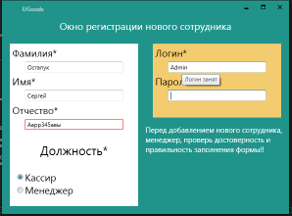 UGoods
Окно регистрации нового сотрудника
Фамилия*
Остапук
Имя*
Сергей
Отчество*
Аврр345авы
Должность*
Кассир
Менеджер
Логин*
Admin
Логин занят
Парол
Перед добавлением нового сотрудника,
менеджер, проверь достоверность и
правильность заполнения формы!!